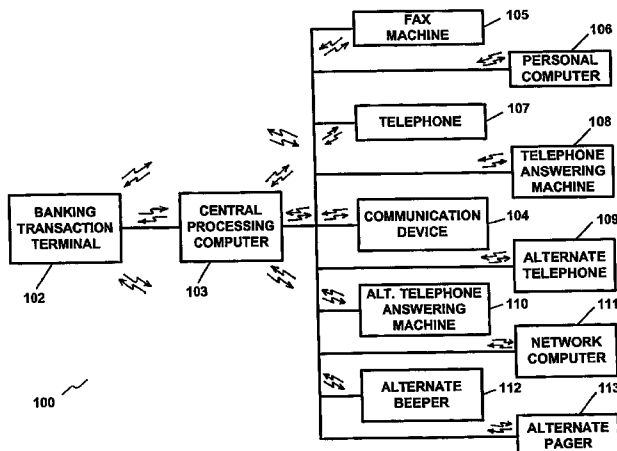 FAX
MACHINE
105
106
PERSONAL
COMPUTER
107
TELEPHONE
108
TELEPHONE
ANSWERING
MACHINE
BANKING
TRANSACTION
TERMINAL
102
CENTRAL
PROCESSING
COMPUTER
103
COMMUNICATION
DEVICE
104
109
ALTERNATE
TELEPHONE
ALT. TELEPHONE
ANSWERING
MACHINE
110
111
NETWORK
COMPUTER
ALTERNATE
BEEPER
112
113
ALTERNATE
PAGER
100